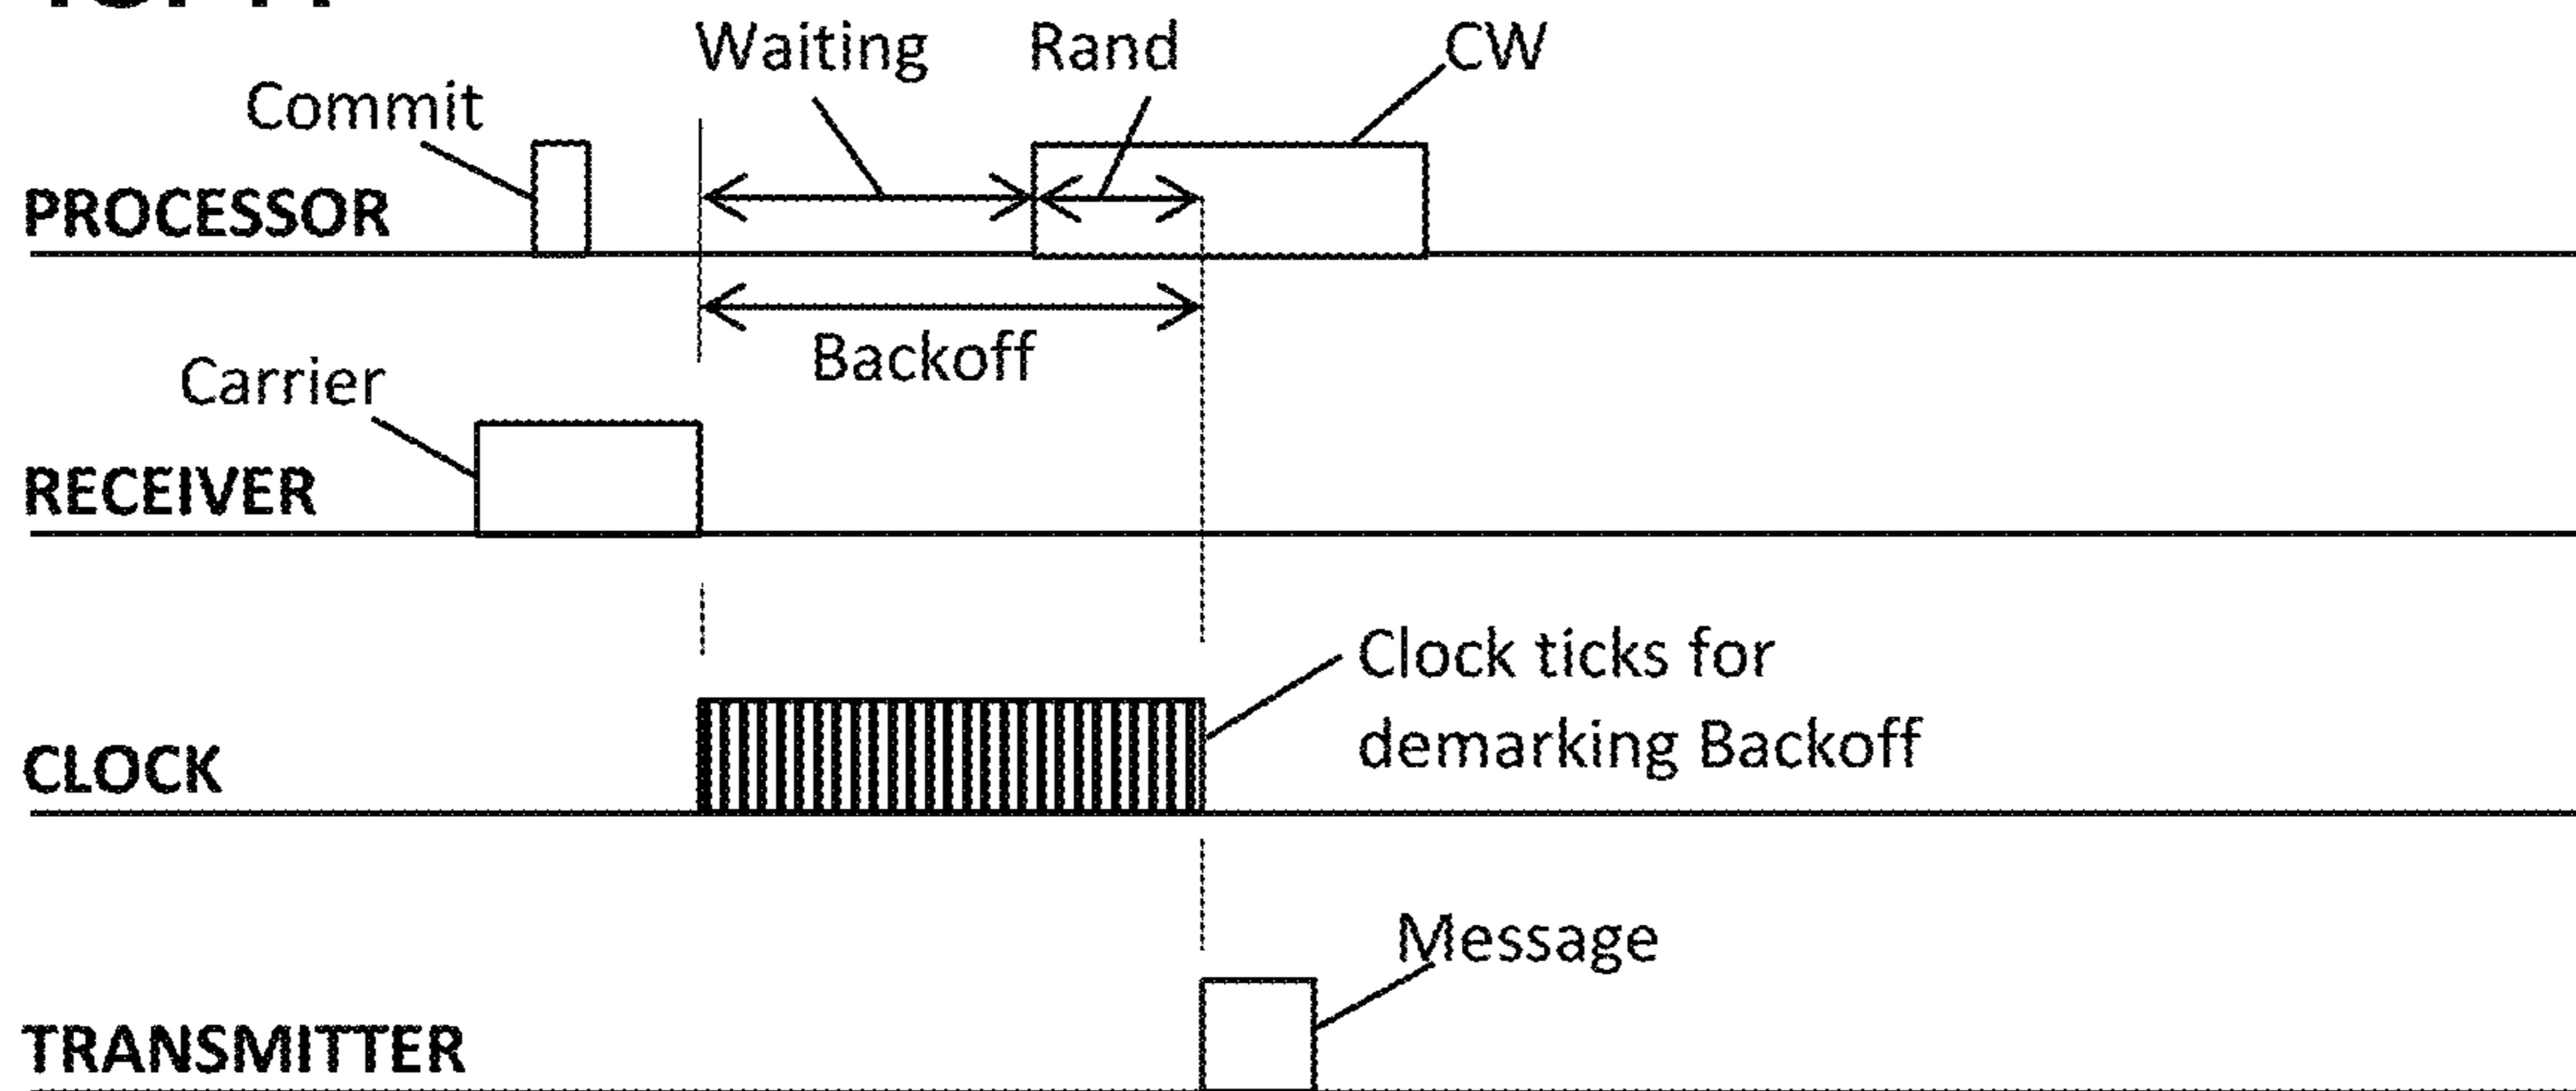 Waiting
Rand
CW
Commit
PROCESSOR
Backoff
Carrier
RECEIVER
Clock ticks for
demarking Backoff
CLOCK
Message
TRANSMITTER